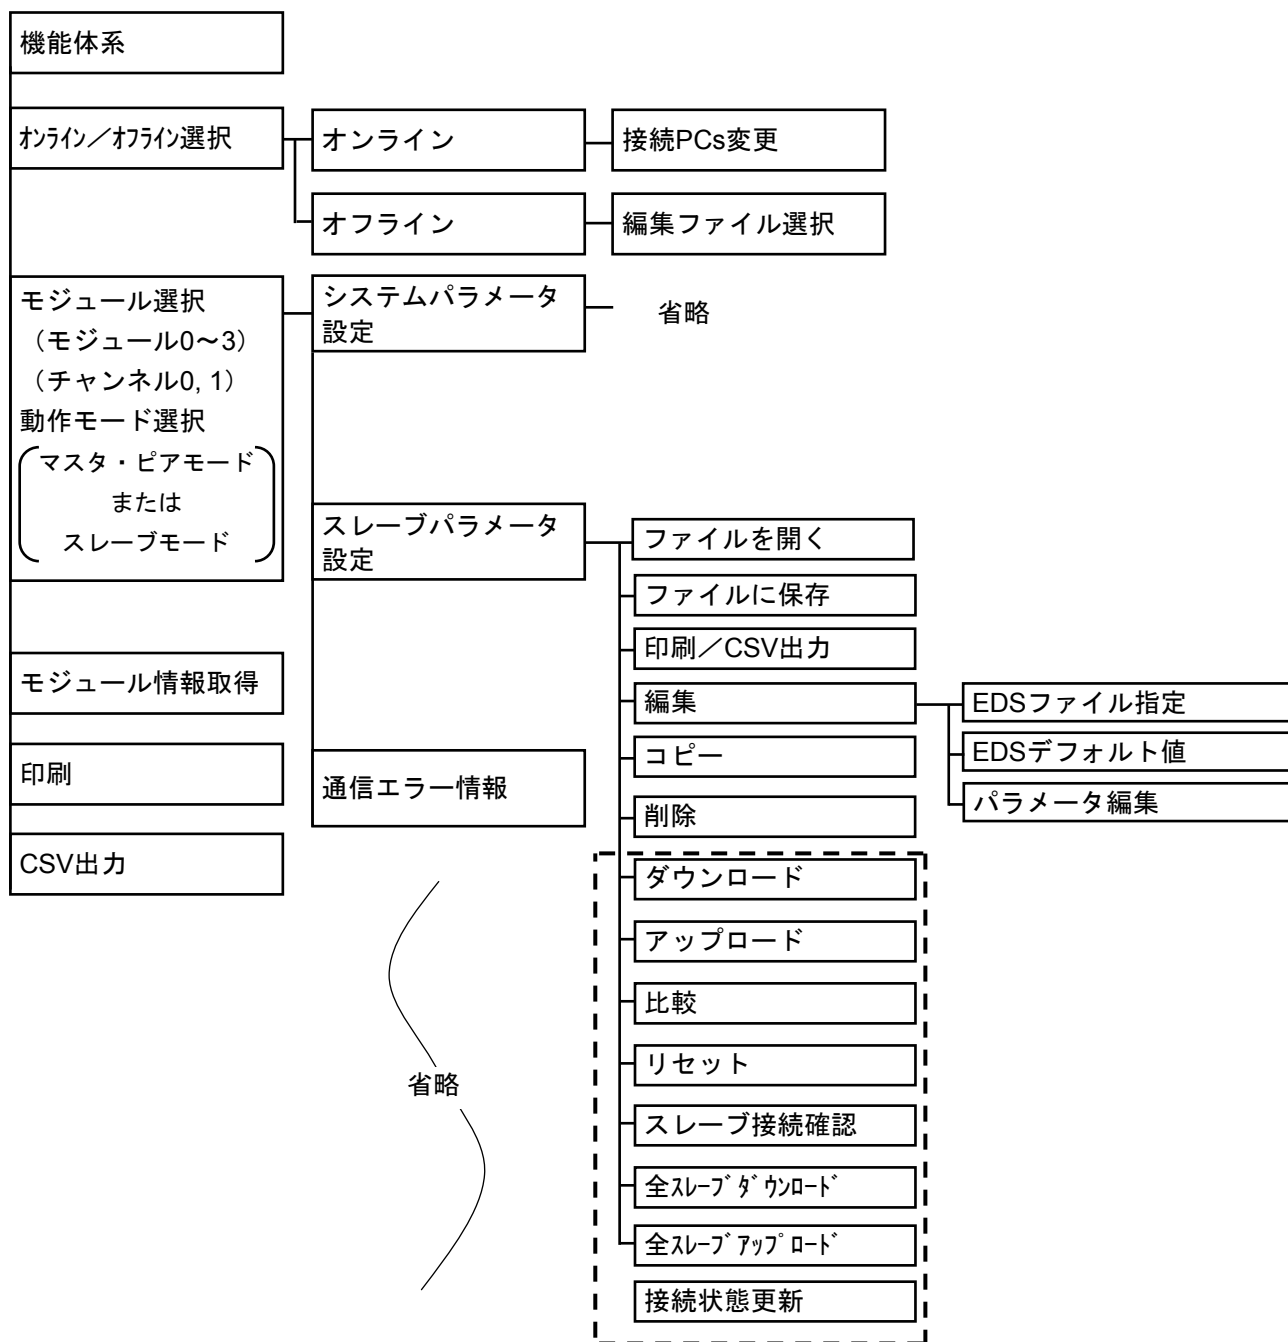 機能体系
ｵﾝﾗｲﾝ／ｵﾌﾗｲﾝ選択
オンライン
接続PCs変更
オフライン
編集ファイル選択
モジュール選択
（モジュール0～3）
（チャンネル0, 1）
動作モード選択
マスタ・ピアモード
または
スレーブモード
システムパラメータ
設定
省略
スレーブパラメータ
設定
ファイルを開く
ファイルに保存
印刷／CSV出力
編集
EDSファイル指定
EDSデフォルト値
パラメータ編集
コピー
削除
ダウンロード
アップロード
比較
リセット
スレーブ接続確認
全ｽﾚｰﾌﾞﾀﾞｳﾝﾛｰﾄﾞ
全ｽﾚｰﾌﾞｱｯﾌﾟﾛｰﾄﾞ
接続状態更新
通信エラー情報
省略
モジュール情報取得
印刷
CSV出力